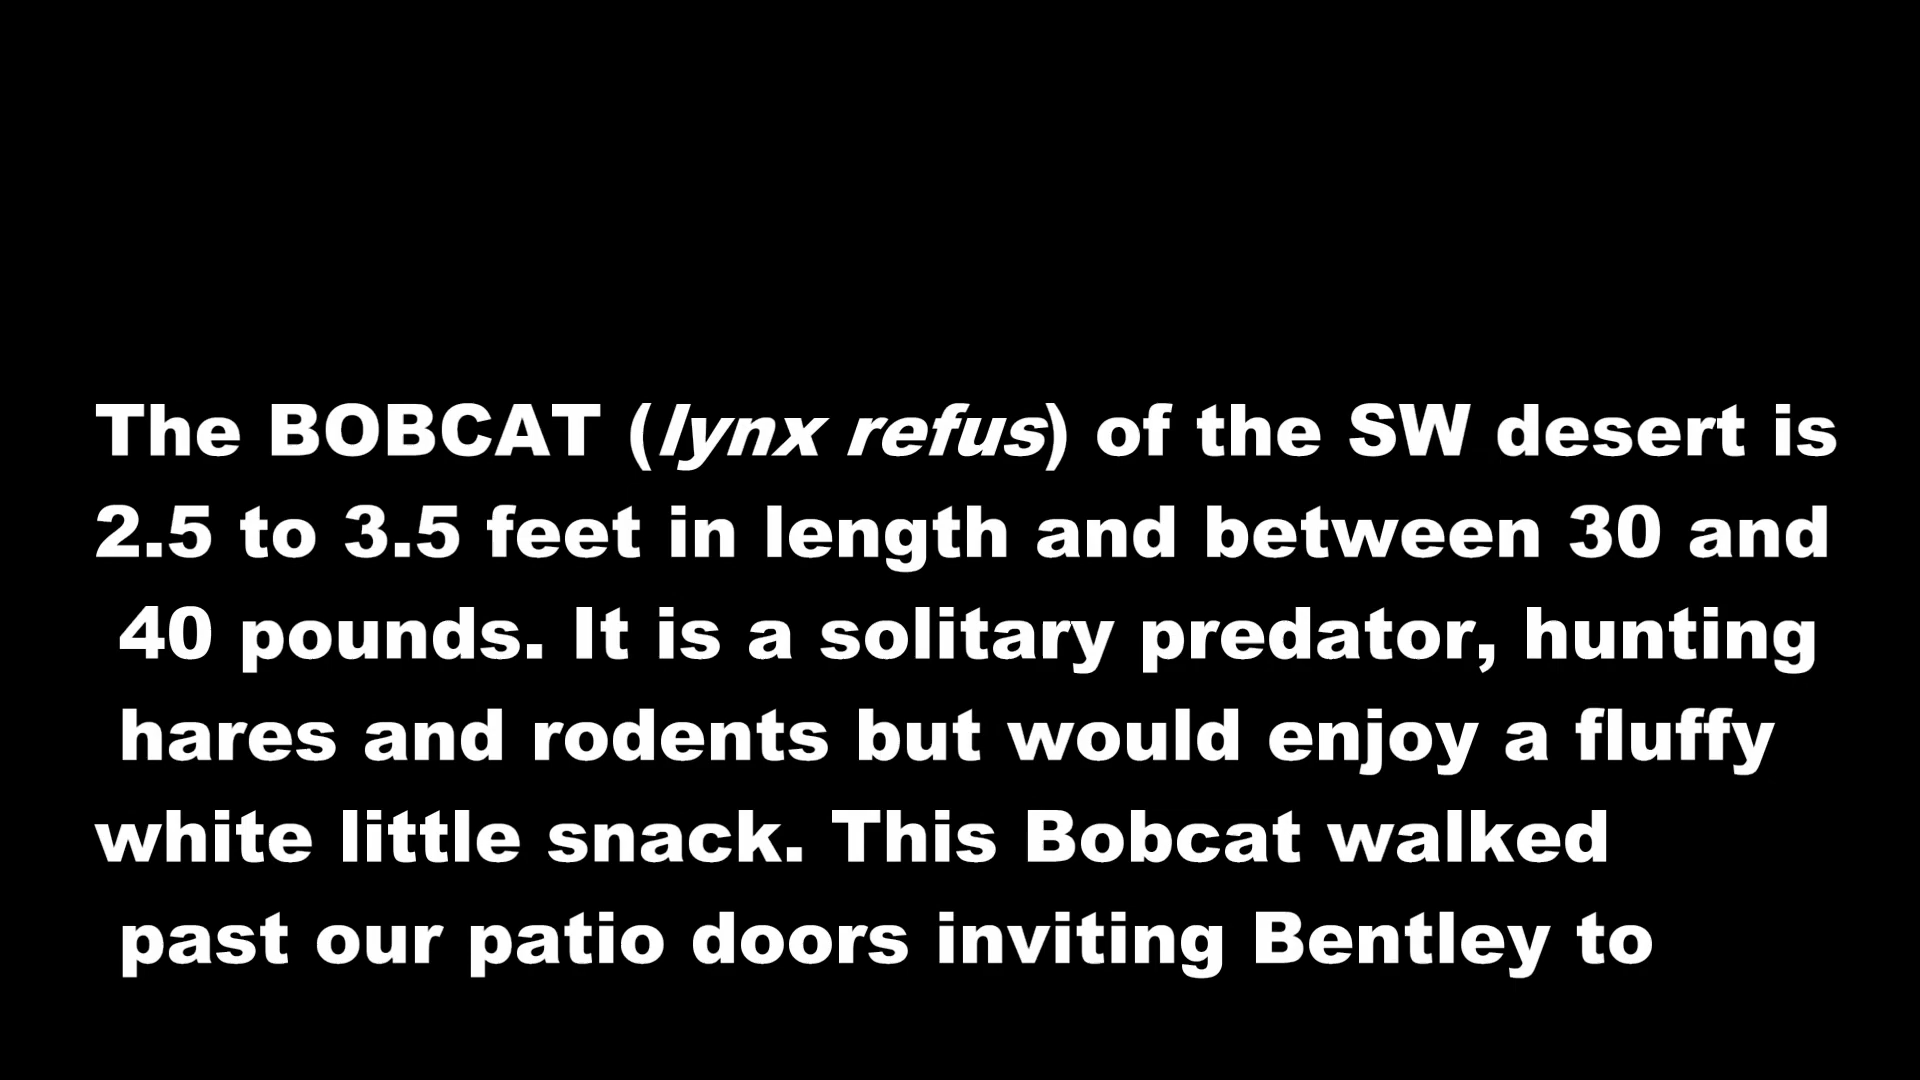 The BOBCAT (lynx refus) of the SW desert is
2.5 to 3.5 feet in length and between 30 and
40 pounds. It is a solitary predator, hunting
hares and rodents but would enjoy a fluffy
white little snack. This Bobcat walked
past our patio doors inviting Bentley to